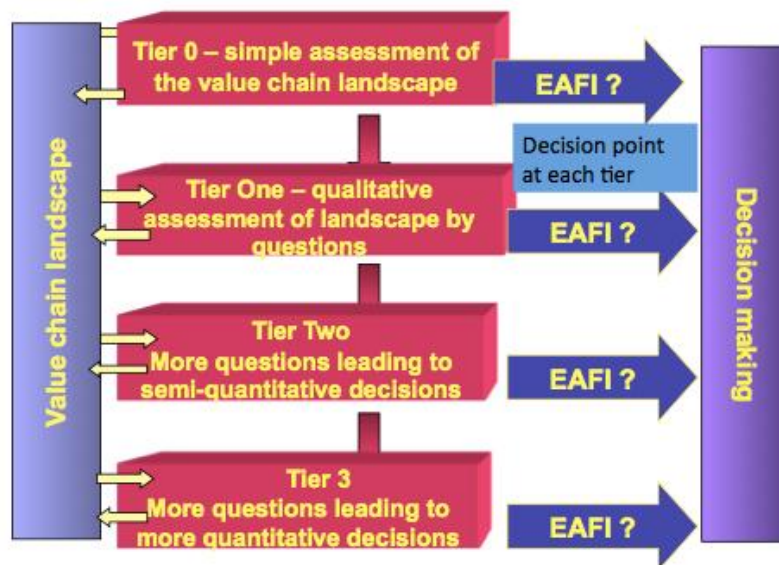 Value chain landscape
Tier 0 – simple assessment of
the value chain landscape
EAFI ?
Decision point
at each tier
Tier One – qualitative
assessment of landscape by
questions
EAFI ?
Tier Two
More questions leading to
semi-quantitative decisions
EAFI ?
Tier 3
More questions leading to
more quantitative decisions
EAFI ?
Decision making